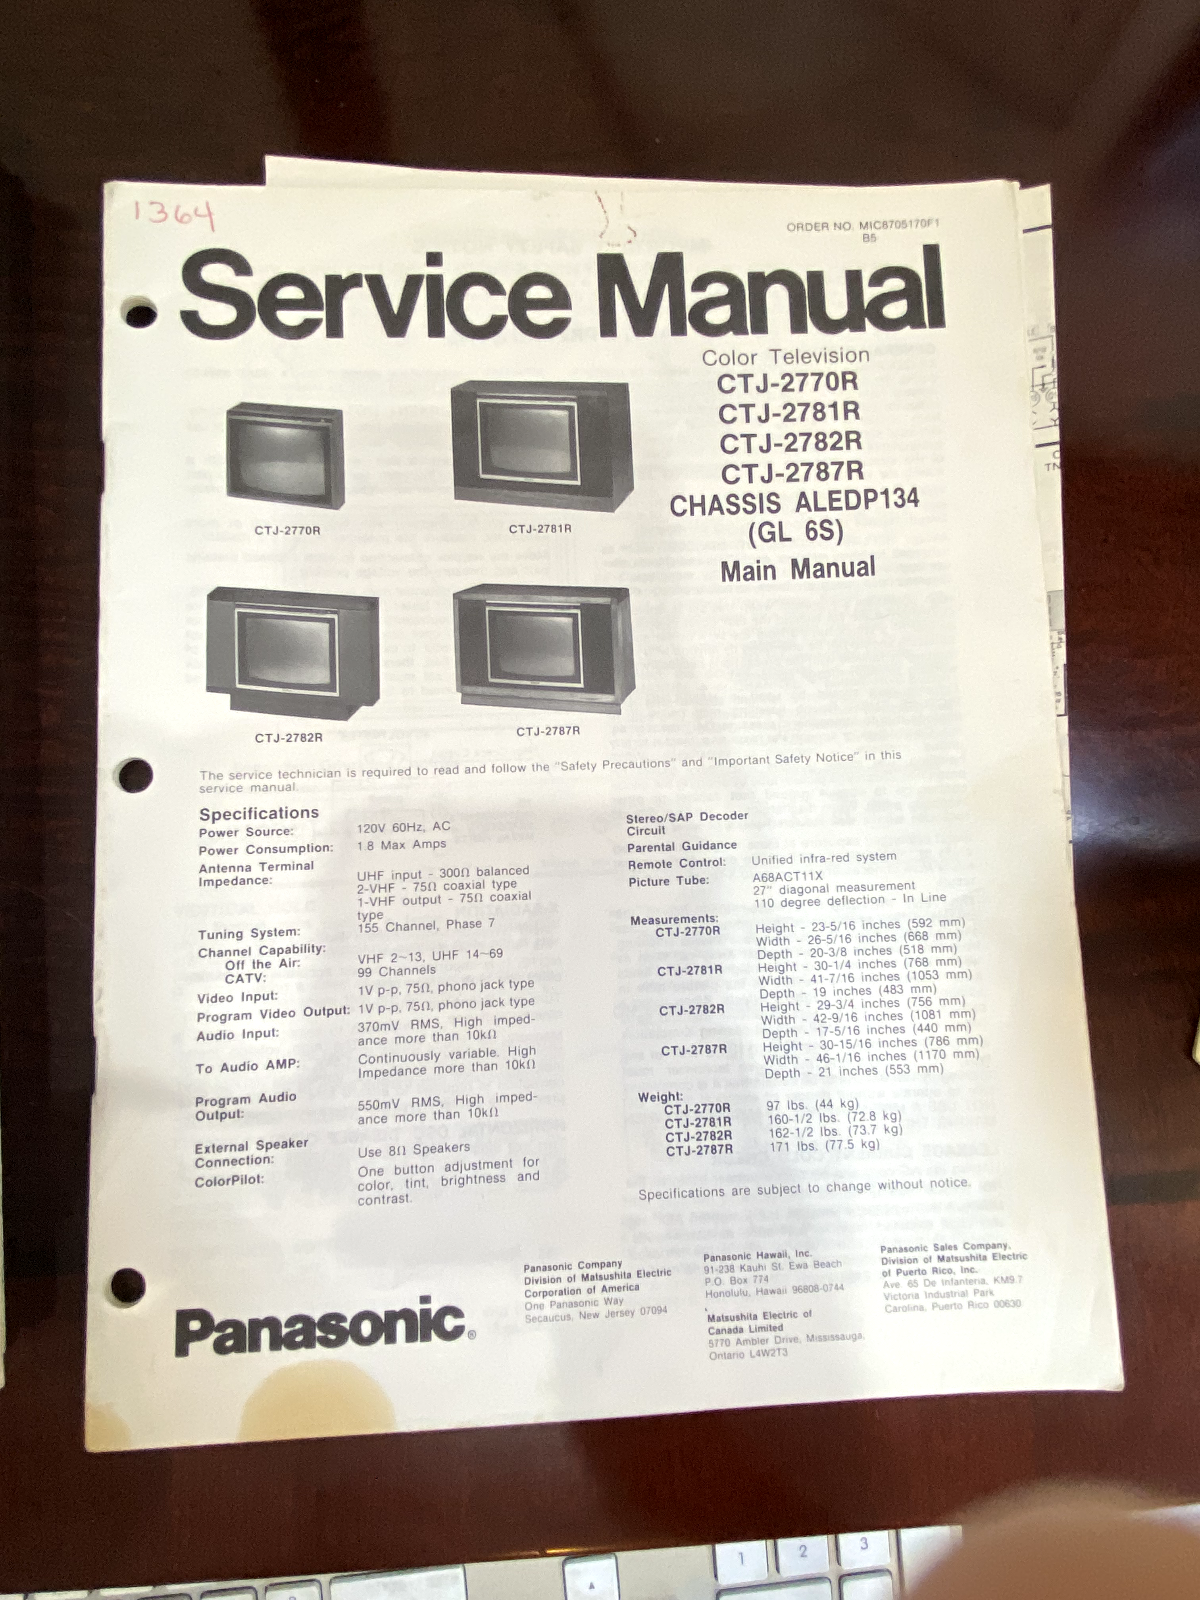 1364
ORDER NO. MIC8705170F1
B5
Service Manual
Color Television
CTJ-2770R
CTJ-2781R
CTJ-2782R
CTJ-2787R
CHASSIS ALEDP134
(GL 6S)
Main Manual
CTJ-2770R
CTJ-2781R
CTJ-2782R
CTJ-2787R
The service technician is required to read and follow the "Safety Precautions" and "Important Safety Notice" in this
service manual.
Specifications
Power Source: 120V 60Hz, AC
Power Consumption: 1.8 Max Amps
Antenna Terminal
Impedance: UHF input - 300Ω balanced
2-VHF - 75Ω coaxial type
1-VHF output - 75Ω coaxial
type
Tuning System: 155 Channel, Phase 7
Channel Capability:
Off the Air: VHF 2~13, UHF 14~69
CATV: 99 Channels
Video Input: 1V p-p, 75Ω, phono jack type
Program Video Output: 1V p-p, 75Ω, phono jack type
Audio Input: 370mV RMS, High imped-
ance more than 10kΩ
To Audio AMP: Continuously variable. High
Impedance more than 10kΩ
Program Audio
Output: 550mV RMS, High imped-
ance more than 10kΩ
External Speaker
Connection: Use 8Ω Speakers
ColorPilot: One button adjustment for
color, tint, brightness and
contrast.
Stereo/SAP Decoder
Circuit
Parental Guidance
Remote Control: Unified infra-red system
Picture Tube: A68ACT11X
27" diagonal measurement
110 degree deflection - In Line
Measurements:
CTJ-2770R Height - 23-5/16 inches (592 mm)
Width - 26-5/16 inches (668 mm)
Depth - 20-3/8 inches (518 mm)
CTJ-2781R Height - 30-1/4 inches (768 mm)
Width - 41-7/16 inches (1053 mm)
Depth - 19 inches (483 mm)
CTJ-2782R Height - 29-3/4 inches (756 mm)
Width - 42-9/16 inches (1081 mm)
Depth - 17-5/16 inches (440 mm)
CTJ-2787R Height - 30-15/16 inches (786 mm)
Width - 46-1/16 inches (1170 mm)
Depth - 21 inches (553 mm)
Weight:
CTJ-2770R 97 lbs. (44 kg)
CTJ-2781R 160-1/2 lbs. (72.8 kg)
CTJ-2782R 162-1/2 lbs. (73.7 kg)
CTJ-2787R 171 lbs. (77.5 kg)
Specifications are subject to change without notice.
Panasonic®
Panasonic Company
Division of Matsushita Electric
Corporation of America
One Panasonic Way
Secaucus, New Jersey 07094
Panasonic Hawaii, Inc.
91-238 Kauhi St. Ewa Beach
P.O. Box 774
Honolulu, Hawaii 96808-0744
Matsushita Electric of
Canada Limited
5770 Ambler Drive, Mississauga,
Ontario L4W2T3
Panasonic Sales Company,
Division of Matsushita Electric
of Puerto Rico, Inc.
Ave. 65 De Infanteria, KM9.7
Victoria Industrial Park
Carolina, Puerto Rico 00630
1
2
3